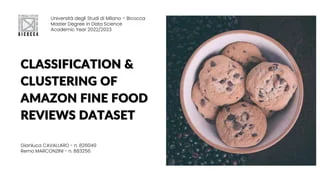 Università degli Studi di Milano - Bicocca
Master Degree in Data Science
Academic Year 2022/2023
BICOCCA
CLASSIFICATION &
CLUSTERING OF
AMAZON FINE FOOD
REVIEWS DATASET
Gianluca CAVALLARO - n. 826049
Remo MARCONZINI - n. 883256